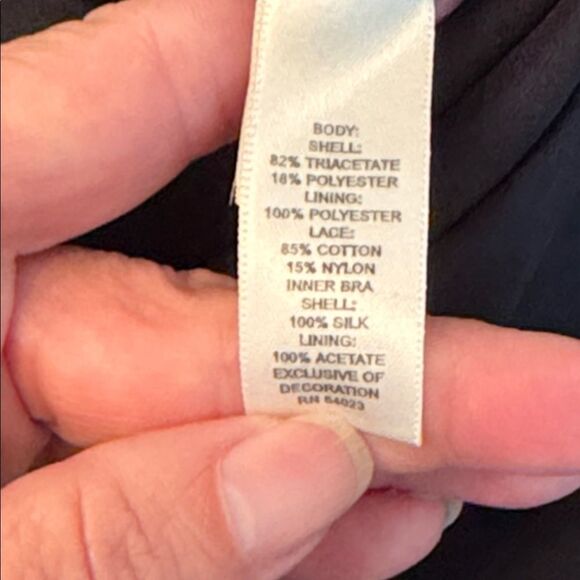 BODY:
SHELL:
82% TRIACETATE
18% POLYESTER
LINING:
100% POLYESTER
LACE:
85% COTTON
15% NYLON
INNER BRA
SHELL:
100% SILK
LINING:
100% ACETATE
EXCLUSIVE OF
DECORATION
RN 54023